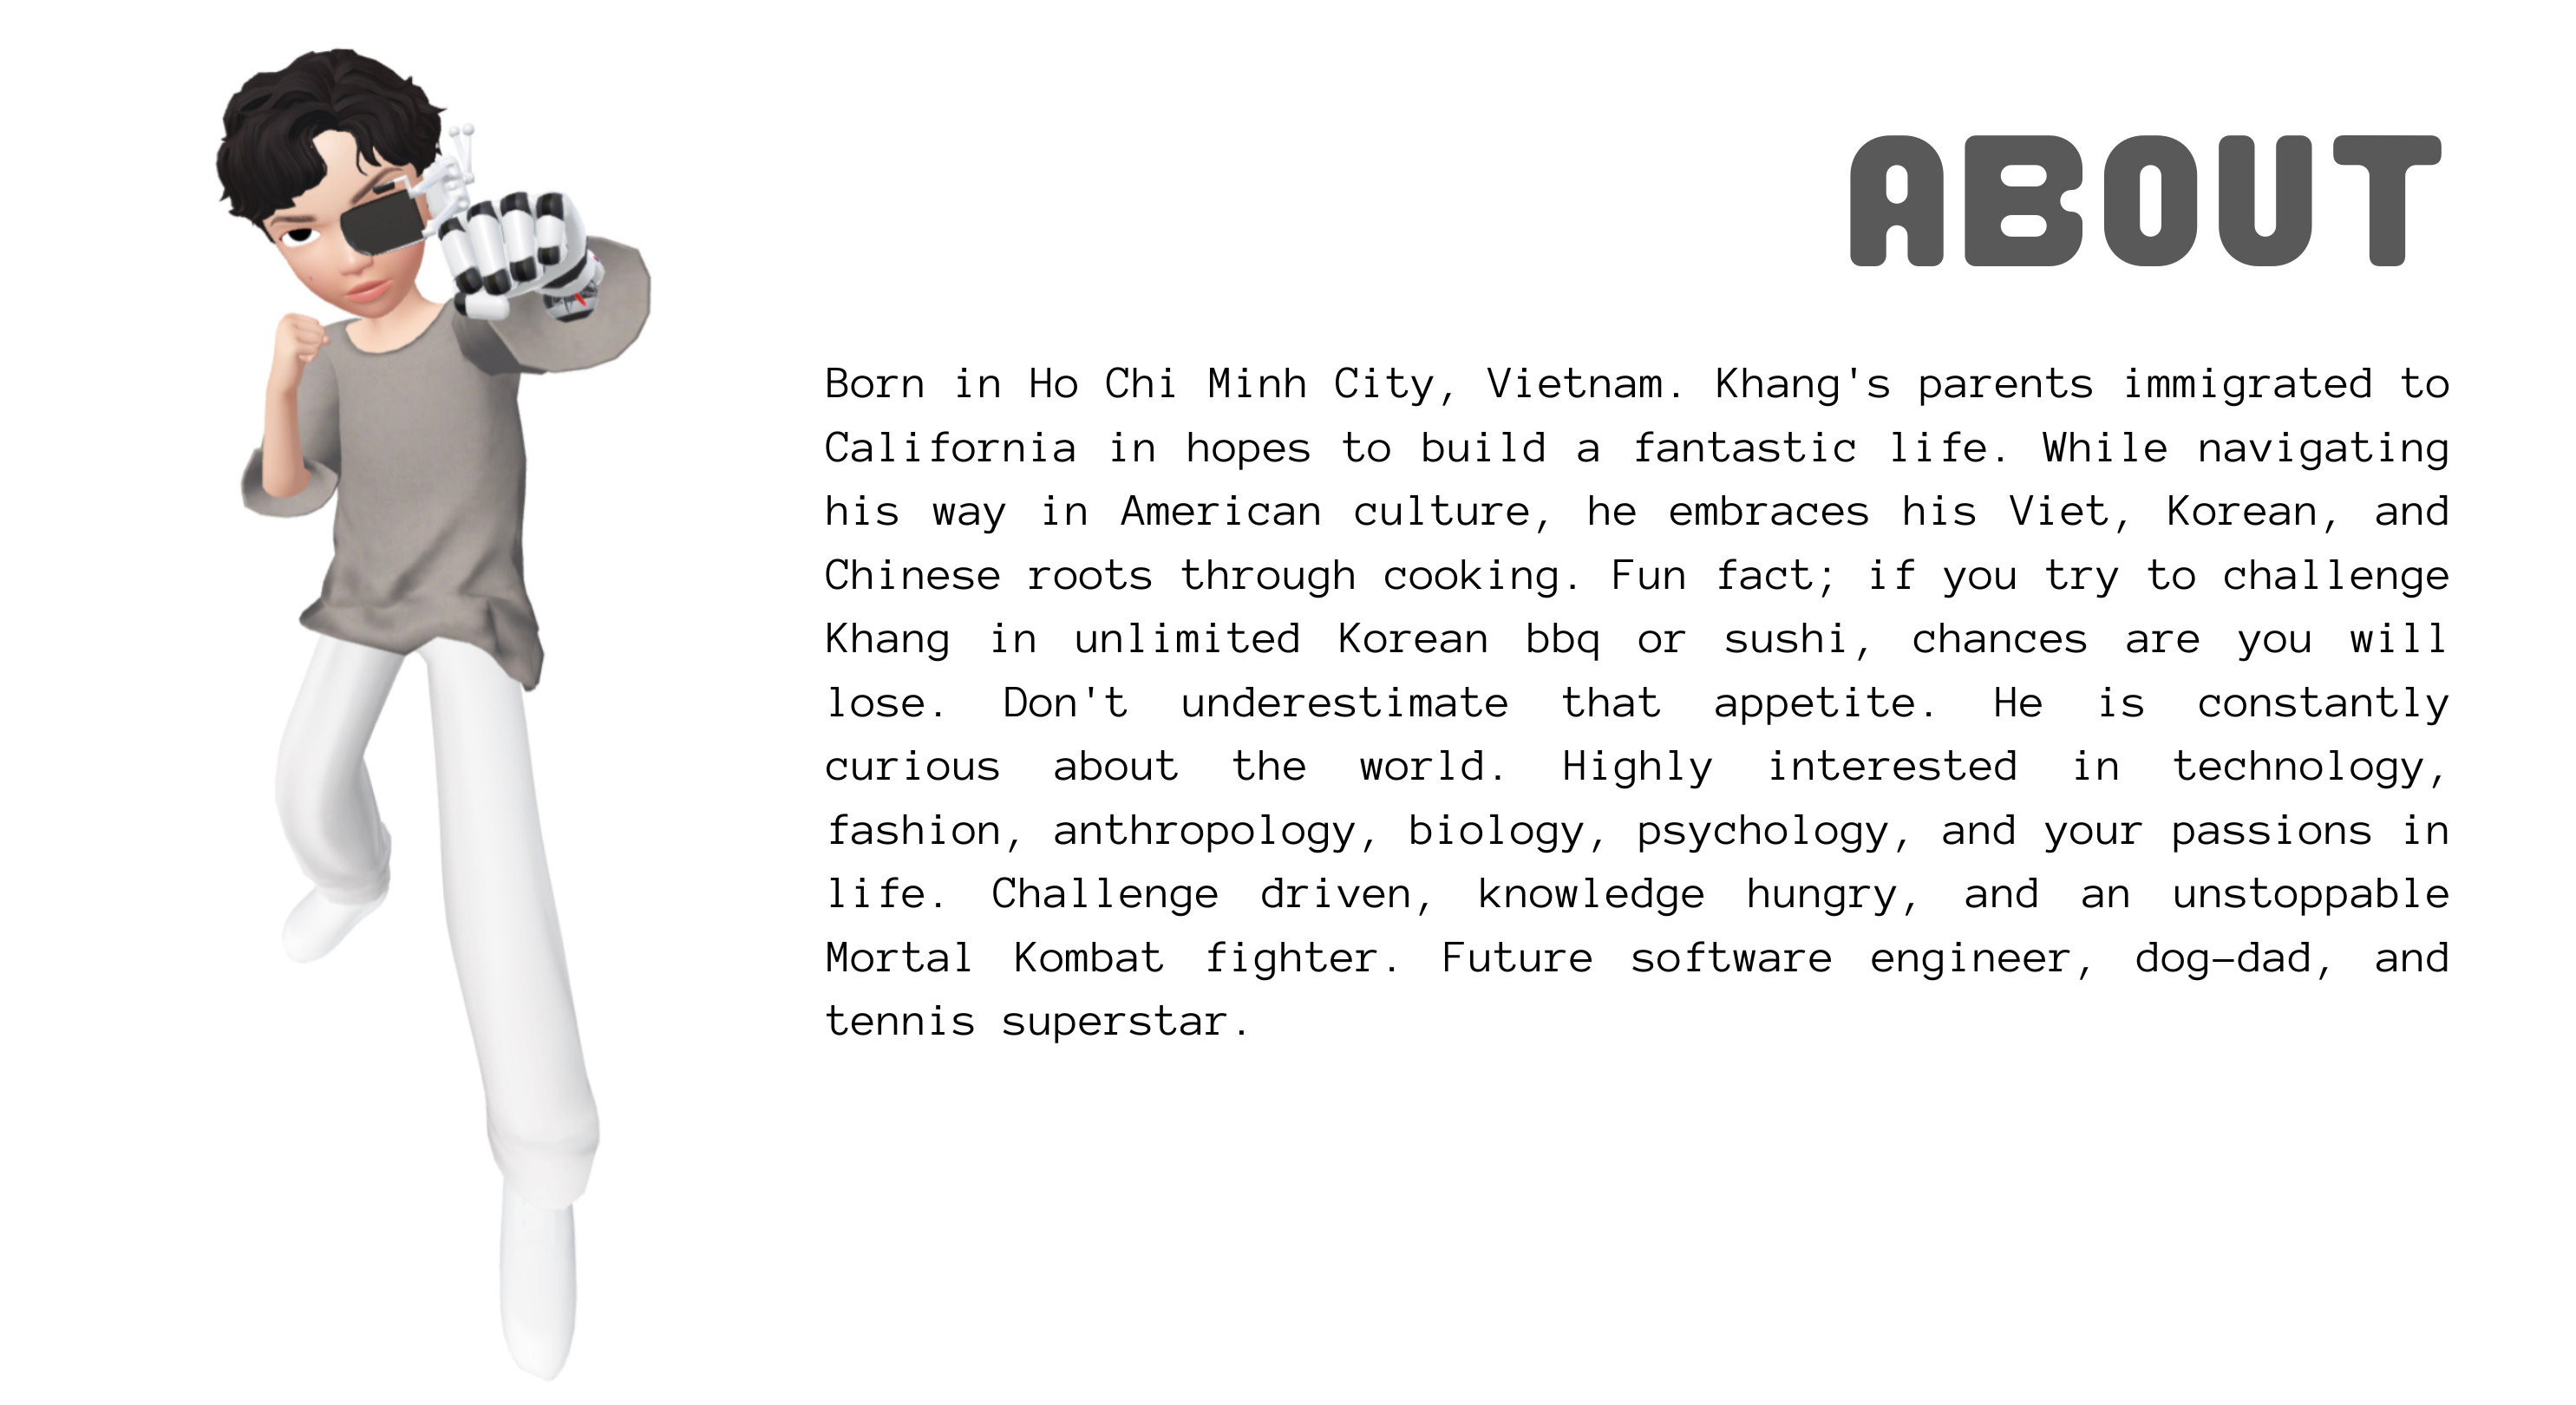 ABOUT
Born in Ho Chi Minh City, Vietnam. Khang's parents immigrated to
California in hopes to build a fantastic life. While navigating
his way in American culture, he embraces his Viet, Korean, and
Chinese roots through cooking. Fun fact; if you try to challenge
Khang in unlimited Korean bbq or sushi, chances are you will
lose. Don't underestimate that appetite. He is constantly
curious about the world. Highly interested in technology,
fashion, anthropology, biology, psychology, and your passions in
life. Challenge driven, knowledge hungry, and an unstoppable
Mortal Kombat fighter. Future software engineer, dog-dad, and
tennis superstar.